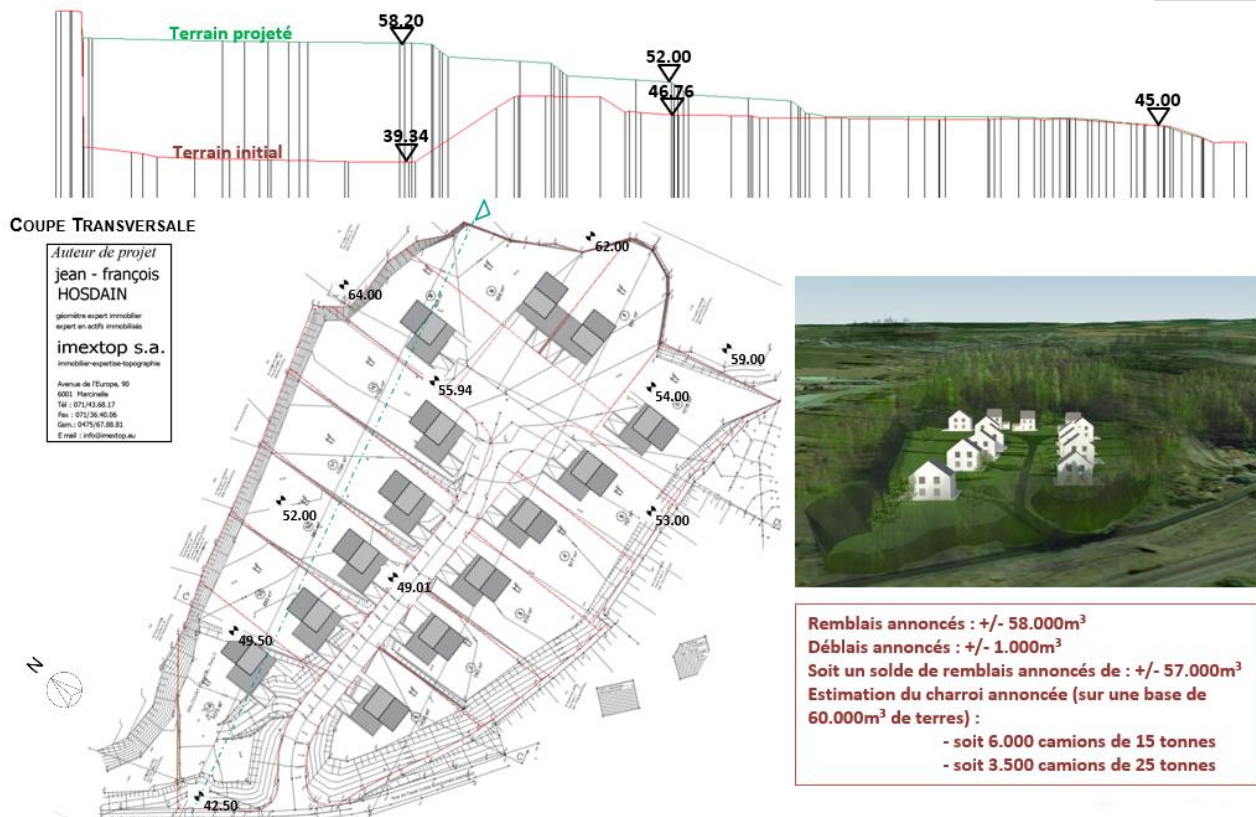 58.20
Terrain projeté
52.00
46.76
45.00
39.34
Terrain initial
COUPE TRANSVERSALE
Auteur de projet
jean - françois
HOSDAIN
géomètre expert immobilier
expert en actifs immobilisés
imextop s.a.
immobilier-expertise-topographie
Avenue de l'Europe, 90
6001 Marcinelle
Tél : 071/43.68.17
Fax : 071/36.40.06
Gsm.: 0475/67.88.81
E mail : info@imextop.eu
62.00
64.00
59.00
55.94
54.00
52.00
53.00
49.01
49.50
N
42.50
Remblais annoncés : +/- 58.000m³
Déblais annoncés : +/- 1.000m³
Soit un solde de remblais annoncés de : +/- 57.000m³
Estimation du charroi annoncée (sur une base de
60.000m³ de terres) :
- soit 6.000 camions de 15 tonnes
- soit 3.500 camions de 25 tonnes